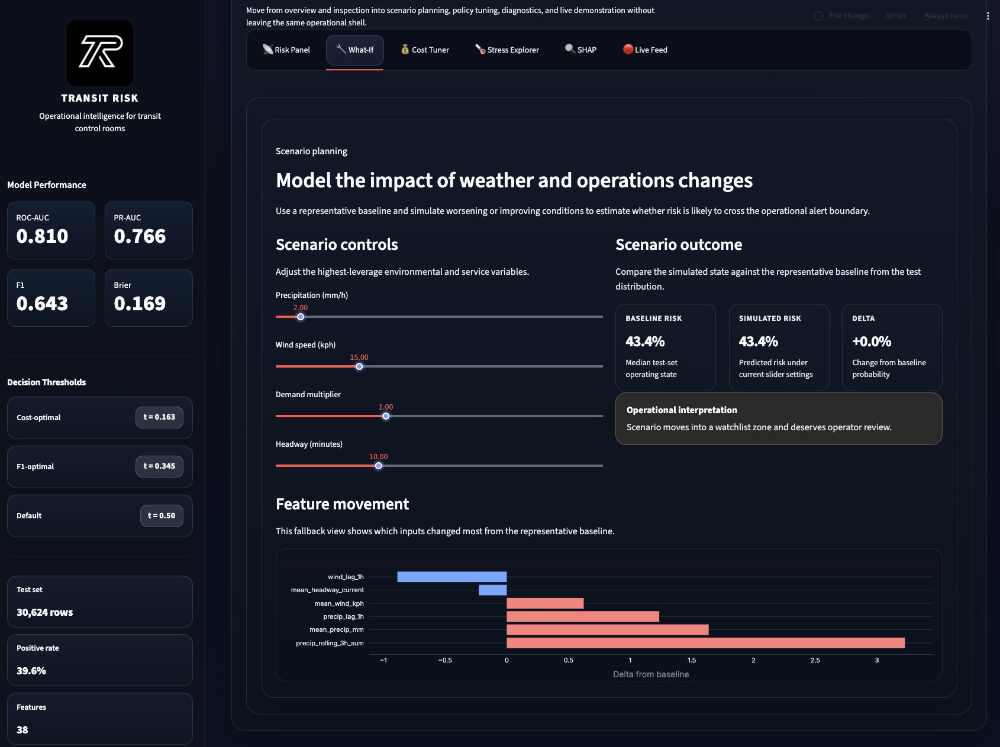 TR
TRANSIT RISK
Operational intelligence for transit
control rooms
Model Performance
ROC-AUC
0.810
PR-AUC
0.766
F1
0.643
Brier
0.169
Decision Thresholds
Cost-optimal
t = 0.163
F1-optimal
t = 0.345
Default
t = 0.50
Test set
30,624 rows
Positive rate
39.6%
Features
38
Move from overview and inspection into scenario planning, policy tuning, diagnostics, and live demonstration without
leaving the same operational shell.
File change.
Rerun
Always rerun
Risk Panel
What-If
Cost Tuner
Stress Explorer
SHAP
Live Feed
Scenario planning
Model the impact of weather and operations changes
Use a representative baseline and simulate worsening or improving conditions to estimate whether risk is likely to cross the operational alert boundary.
Scenario controls
Adjust the highest-leverage environmental and service variables.
Precipitation (mm/h)
2.00
Wind speed (kph)
15.00
Demand multiplier
1.00
Headway (minutes)
10.00
Scenario outcome
Compare the simulated state against the representative baseline from the test
distribution.
BASELINE RISK
43.4%
Median test-set
operating state
SIMULATED RISK
43.4%
Predicted risk under
current slider settings
DELTA
+0.0%
Change from baseline
probability
Operational interpretation
Scenario moves into a watchlist zone and deserves operator review.
Feature movement
This fallback view shows which inputs changed most from the representative baseline.
wind_lag_1h
mean_headway_current
mean_wind_kph
precip_lag_1h
mean_precip_mm
precip_rolling_3h_sum
−1 −0.5 0 0.5 1 1.5 2 2.5 3
Delta from baseline